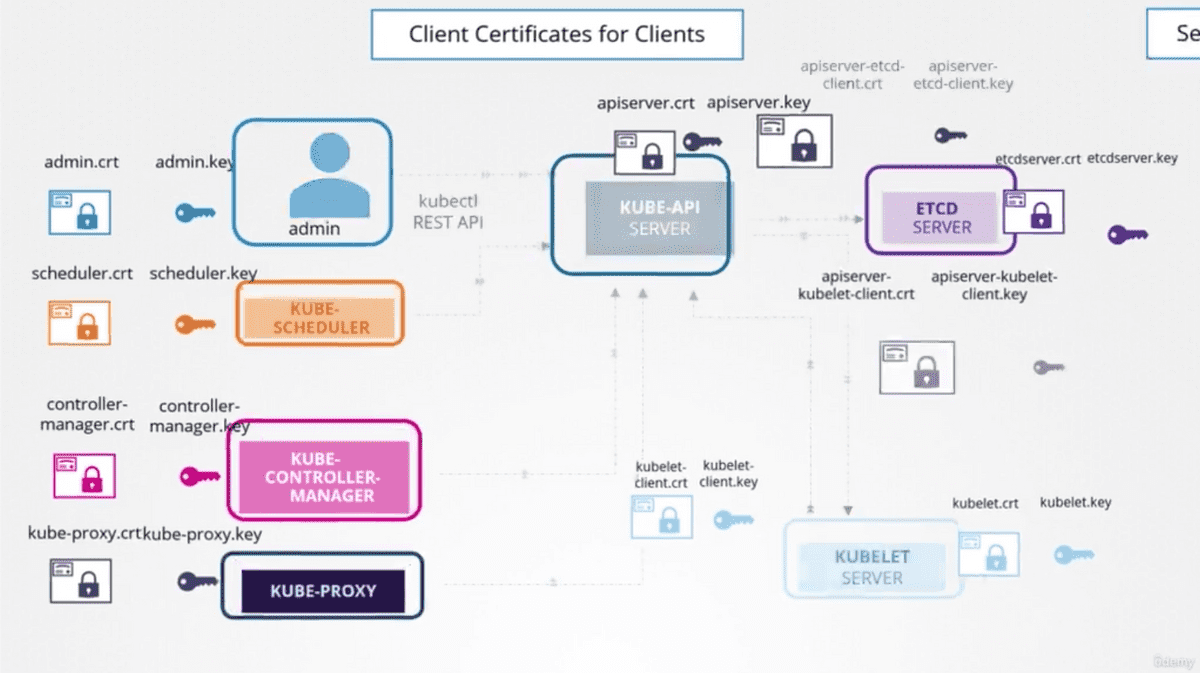 Client Certificates for Clients
Se
apiserver-etcd-
client.crt
apiserver-
etcd-client.key
apiserver.crt
apiserver.key
admin.crt
admin.key
admin
kubectl
REST API
KUBE-API
SERVER
etcdserver.crt
etcdserver.key
ETCD
SERVER
scheduler.crt
scheduler.key
KUBE-
SCHEDULER
apiserver-
kubelet-client.crt
apiserver-kubelet-
client.key
controller-
manager.crt
controller-
manager.key
KUBE-
CONTROLLER-
MANAGER
kubelet-
client.crt
kubelet-
client.key
kubelet.crt
kubelet.key
KUBELET
SERVER
kube-proxy.crt
kube-proxy.key
KUBE-PROXY
Udemy